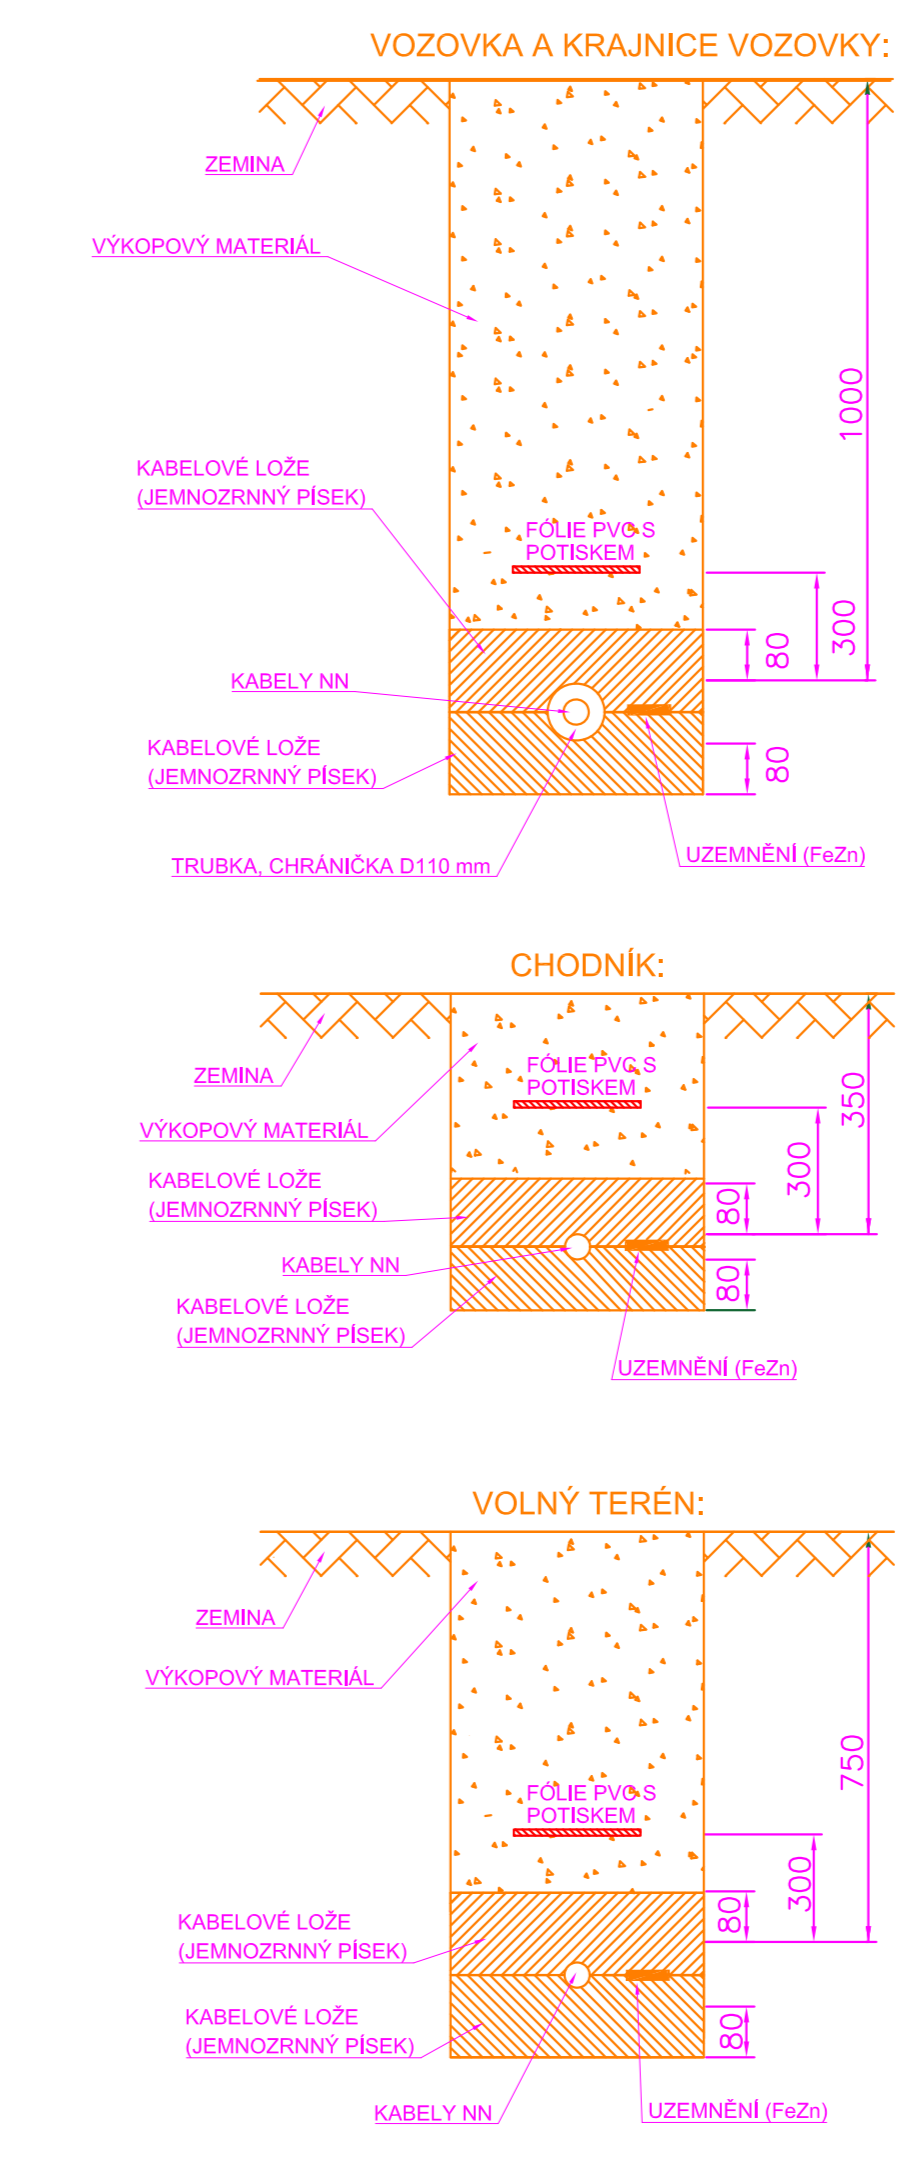 VOZOVKA A KRAJNICE VOZOVKY:
ZEMINA
VÝKOPOVÝ MATERIÁL
1000
KABELOVÉ LOŽE
(JEMNOZRNNÝ PÍSEK)
FÓLIE PVC S
POTISKEM
300
80
KABELY NN
KABELOVÉ LOŽE
(JEMNOZRNNÝ PÍSEK)
80
UZEMNĚNÍ (FeZn)
TRUBKA, CHRÁNIČKA D110 mm
CHODNÍK:
ZEMINA
FÓLIE PVC S
POTISKEM
350
VÝKOPOVÝ MATERIÁL
300
KABELOVÉ LOŽE
(JEMNOZRNNÝ PÍSEK)
80
KABELY NN
80
KABELOVÉ LOŽE
(JEMNOZRNNÝ PÍSEK)
UZEMNĚNÍ (FeZn)
VOLNÝ TERÉN:
ZEMINA
VÝKOPOVÝ MATERIÁL
750
FÓLIE PVC S
POTISKEM
300
80
KABELOVÉ LOŽE
(JEMNOZRNNÝ PÍSEK)
KABELOVÉ LOŽE
(JEMNOZRNNÝ PÍSEK)
80
KABELY NN
UZEMNĚNÍ (FeZn)